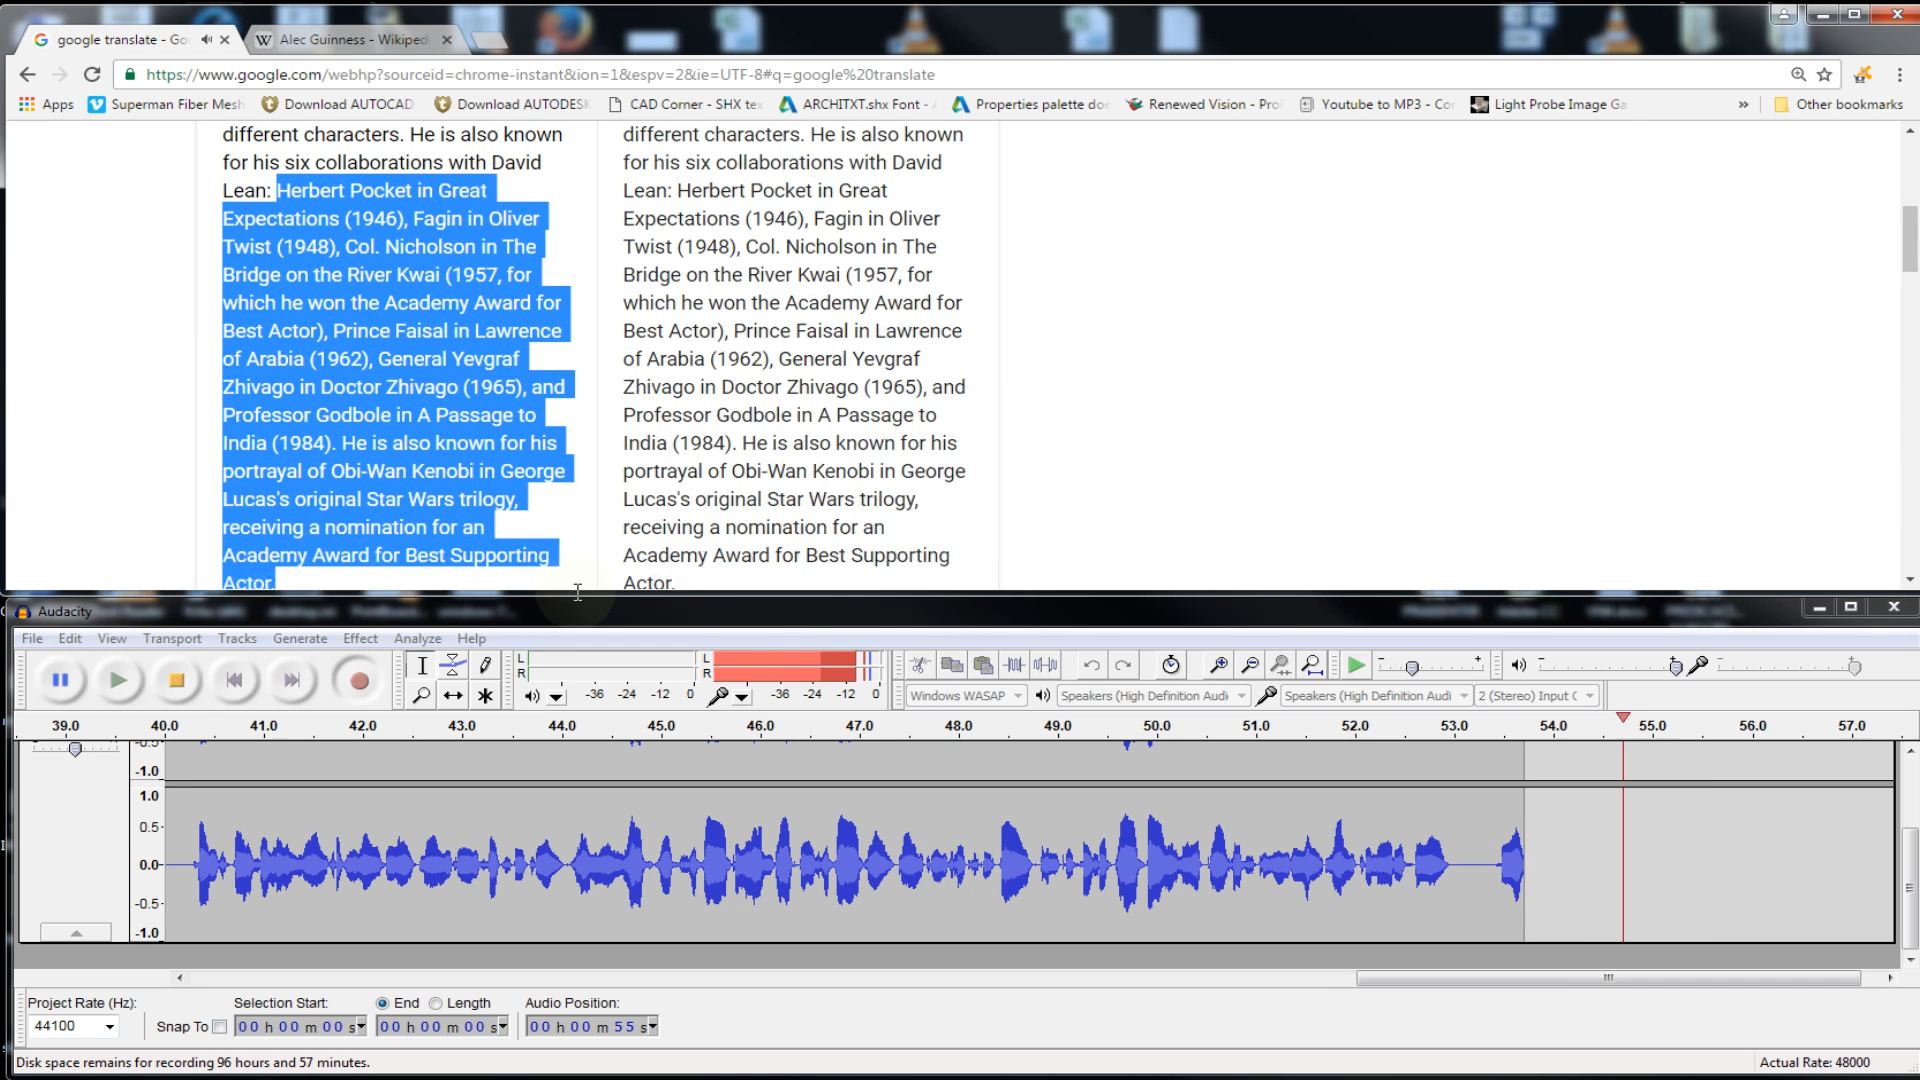 google translate - Goo
Alec Guinness - Wikiped
https://www.google.com/webhp?sourceid=chrome-instant&ion=1&espv=2&ie=UTF-8#q=google%20translate
Apps
Superman Fiber Mesh
Download AUTOCAD
Download AUTODESK
CAD Corner - SHX te
ARCHITXT.shx Font -
Properties palette do
Renewed Vision - Pro
Youtube to MP3 - Co
Light Probe Image Ga
»
Other bookmarks
different characters. He is also known
for his six collaborations with David
Lean: Herbert Pocket in Great
Expectations (1946), Fagin in Oliver
Twist (1948), Col. Nicholson in The
Bridge on the River Kwai (1957, for
which he won the Academy Award for
Best Actor), Prince Faisal in Lawrence
of Arabia (1962), General Yevgraf
Zhivago in Doctor Zhivago (1965), and
Professor Godbole in A Passage to
India (1984). He is also known for his
portrayal of Obi-Wan Kenobi in George
Lucas's original Star Wars trilogy,
receiving a nomination for an
Academy Award for Best Supporting
Actor.
different characters. He is also known
for his six collaborations with David
Lean: Herbert Pocket in Great
Expectations (1946), Fagin in Oliver
Twist (1948), Col. Nicholson in The
Bridge on the River Kwai (1957, for
which he won the Academy Award for
Best Actor), Prince Faisal in Lawrence
of Arabia (1962), General Yevgraf
Zhivago in Doctor Zhivago (1965), and
Professor Godbole in A Passage to
India (1984). He is also known for his
portrayal of Obi-Wan Kenobi in George
Lucas's original Star Wars trilogy,
receiving a nomination for an
Academy Award for Best Supporting
Actor.
Audacity
File Edit View Transport Tracks Generate Effect Analyze Help
L L
R R
-36 -24 -12 0 -36 -24 -12 0
Windows WASAP
Speakers (High Definition Audi
Speakers (High Definition Audi
2 (Stereo) Input C
39.0 40.0 41.0 42.0 43.0 44.0 45.0 46.0 47.0 48.0 49.0 50.0 51.0 52.0 53.0 54.0 55.0 56.0 57.0
-0.5
-1.0
1.0
0.5
0.0
-0.5
-1.0
Project Rate (Hz): Selection Start: End Length Audio Position:
44100 Snap To 00 h 00 m 00 s 00 h 00 m 00 s 00 h 00 m 55 s
Disk space remains for recording 96 hours and 57 minutes. Actual Rate: 48000